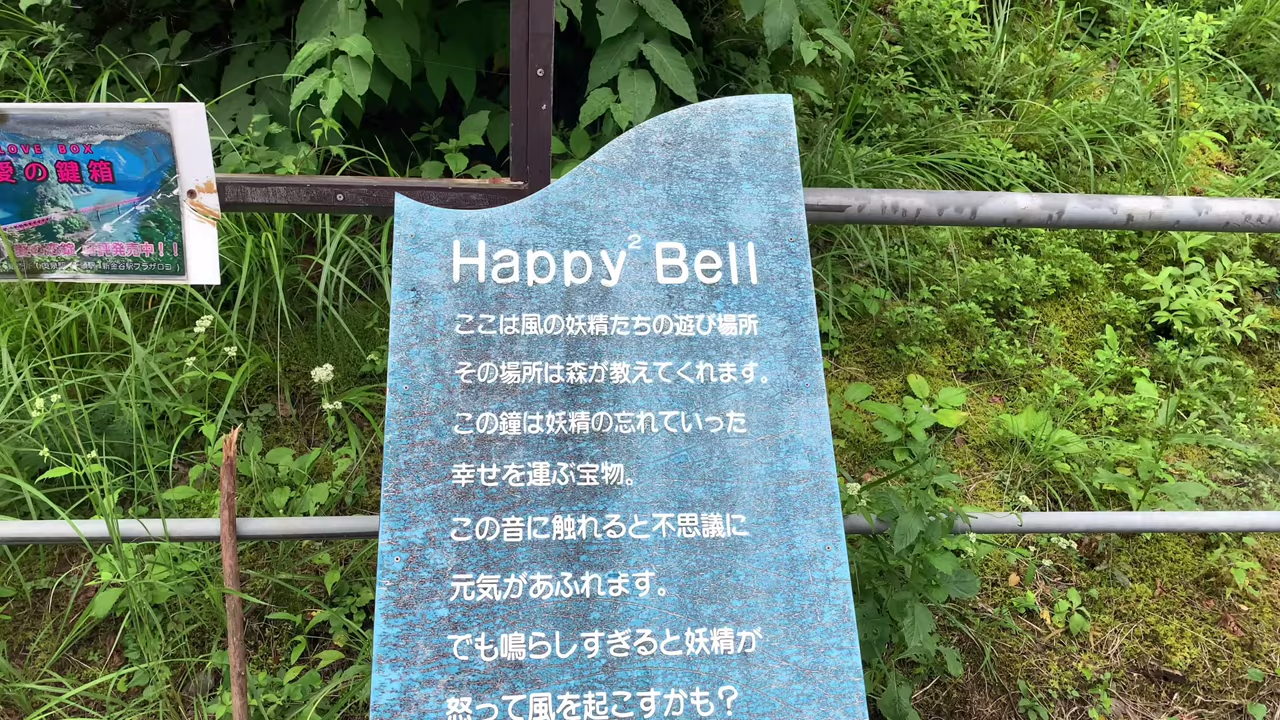 LOVE BOX
愛の鍵箱
Happy² Bell
ここは風の妖精たちの遊び場所
その場所は森が教えてくれます。
この鐘は妖精の忘れていった
幸せを運ぶ宝物。
この音に触れると不思議に
元気があふれます。
でも鳴らしすぎると妖精が
怒って風を起こすかも?